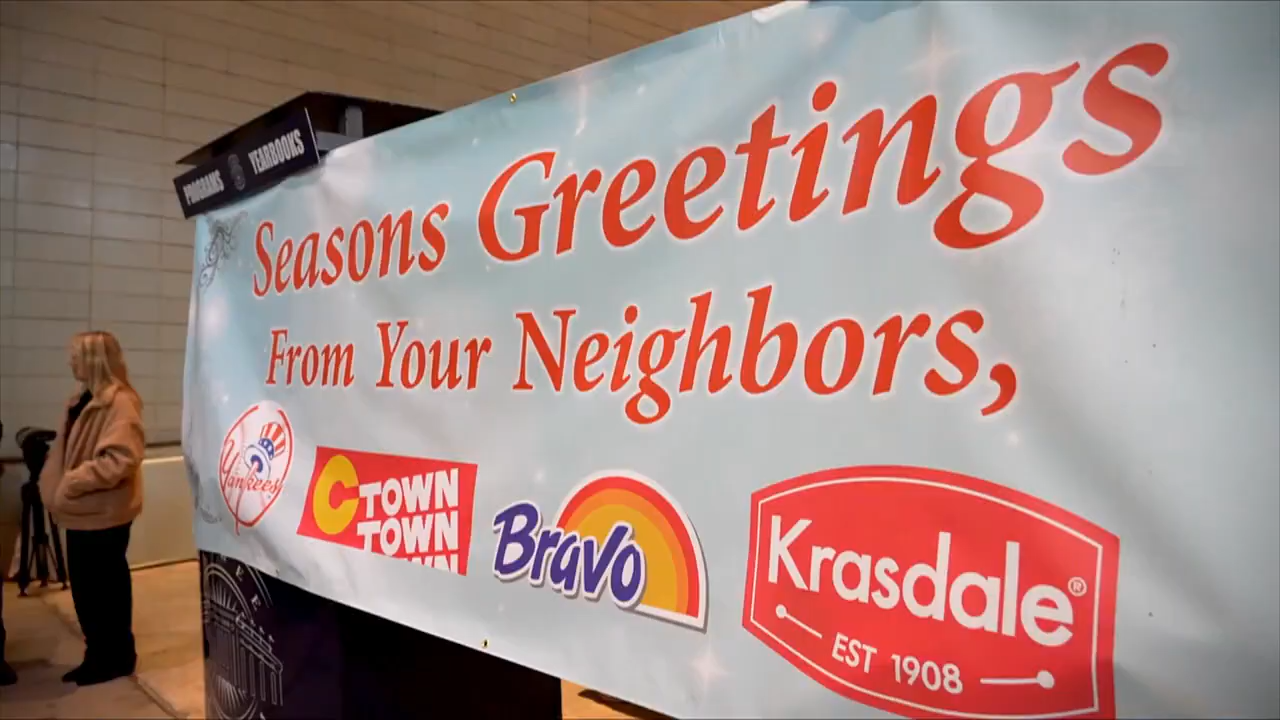 PROGRAMS YEARBOOKS
Seasons Greetings
From Your Neighbors,
Yankees
C TOWN
TOWN
Bravo
Krasdale®
EST 1908